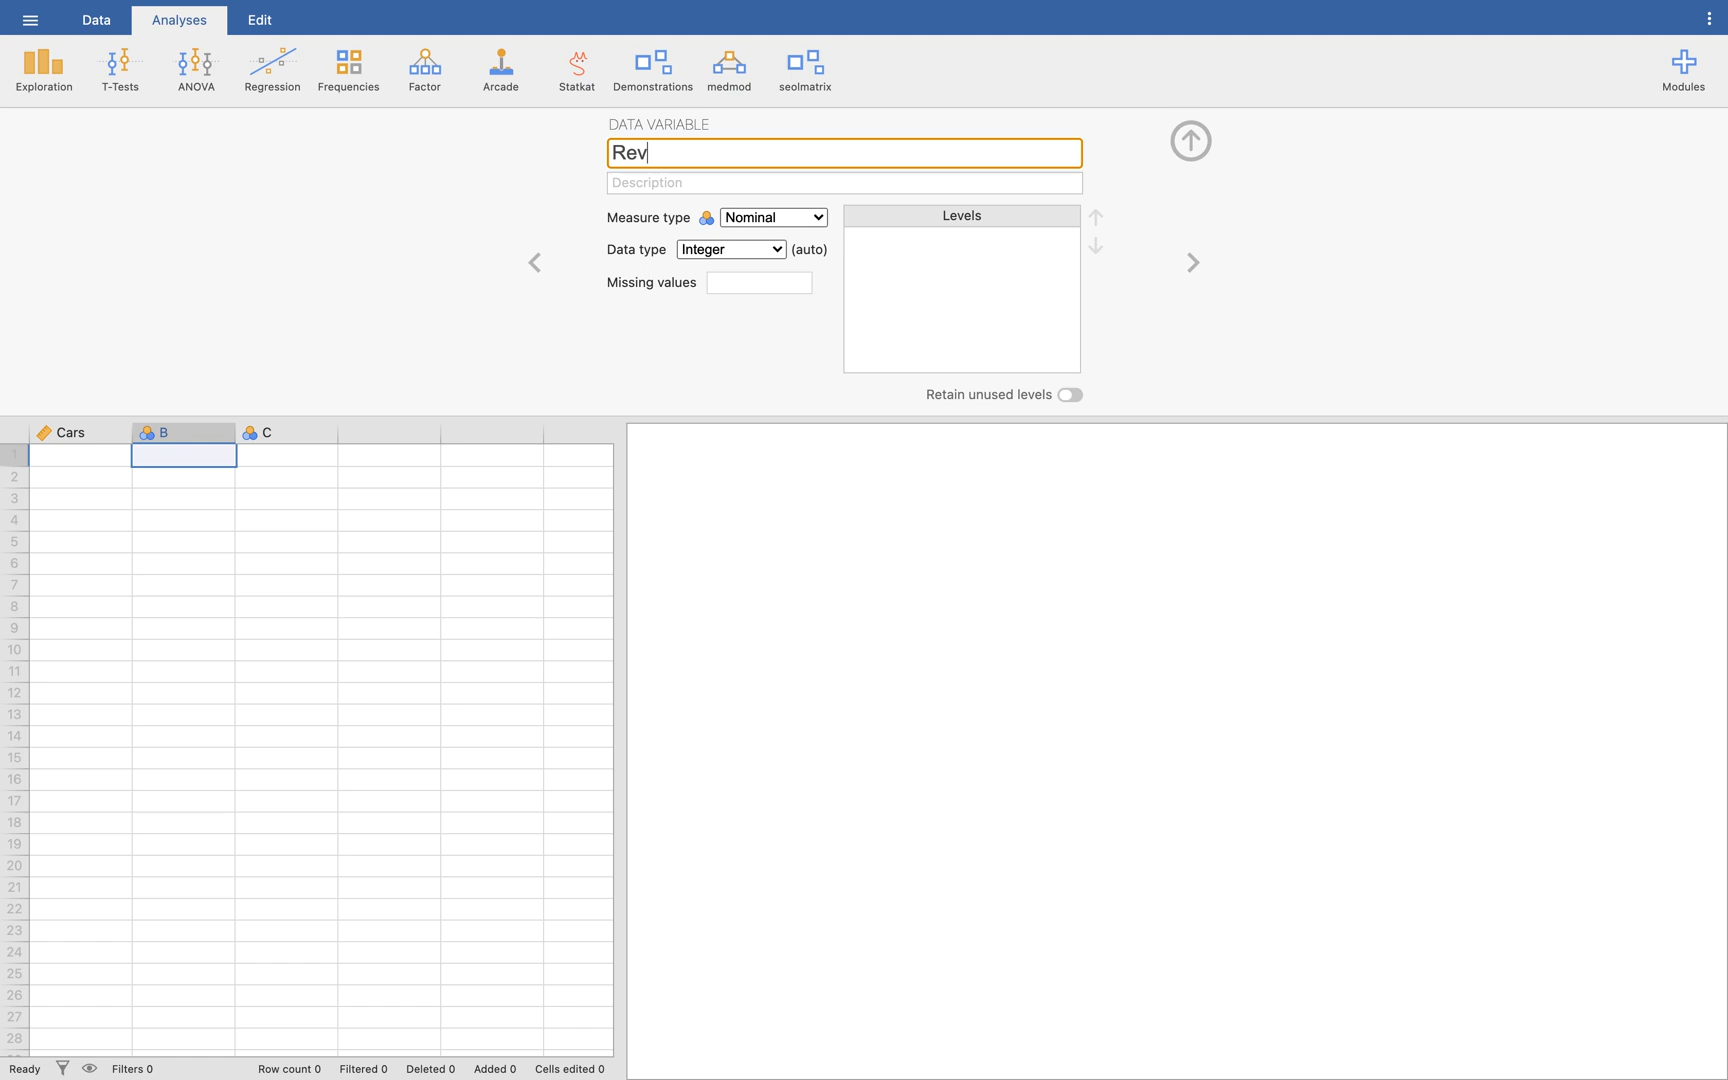 Data Analyses Edit
Exploration T-Tests ANOVA Regression Frequencies Factor Arcade Statkat Demonstrations medmod seolmatrix Modules
DATA VARIABLE
Rev
Description
Measure type Nominal Levels
Data type Integer (auto)
Missing values
Retain unused levels
Cars B C
1
2
3
4
5
6
7
8
9
10
11
12
13
14
15
16
17
18
19
20
21
22
23
24
25
26
27
28
Ready Filters 0 Row count 0 Filtered 0 Deleted 0 Added 0 Cells edited 0